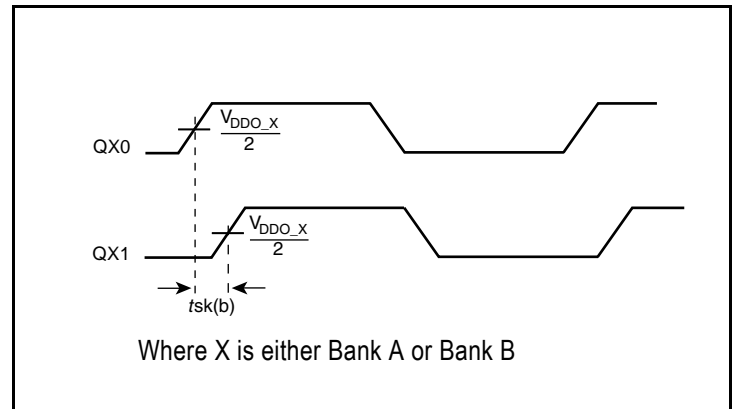 V_DDO_X
2
QX0
V_DDO_X
2
QX1
tsk(b)
Where X is either Bank A or Bank B